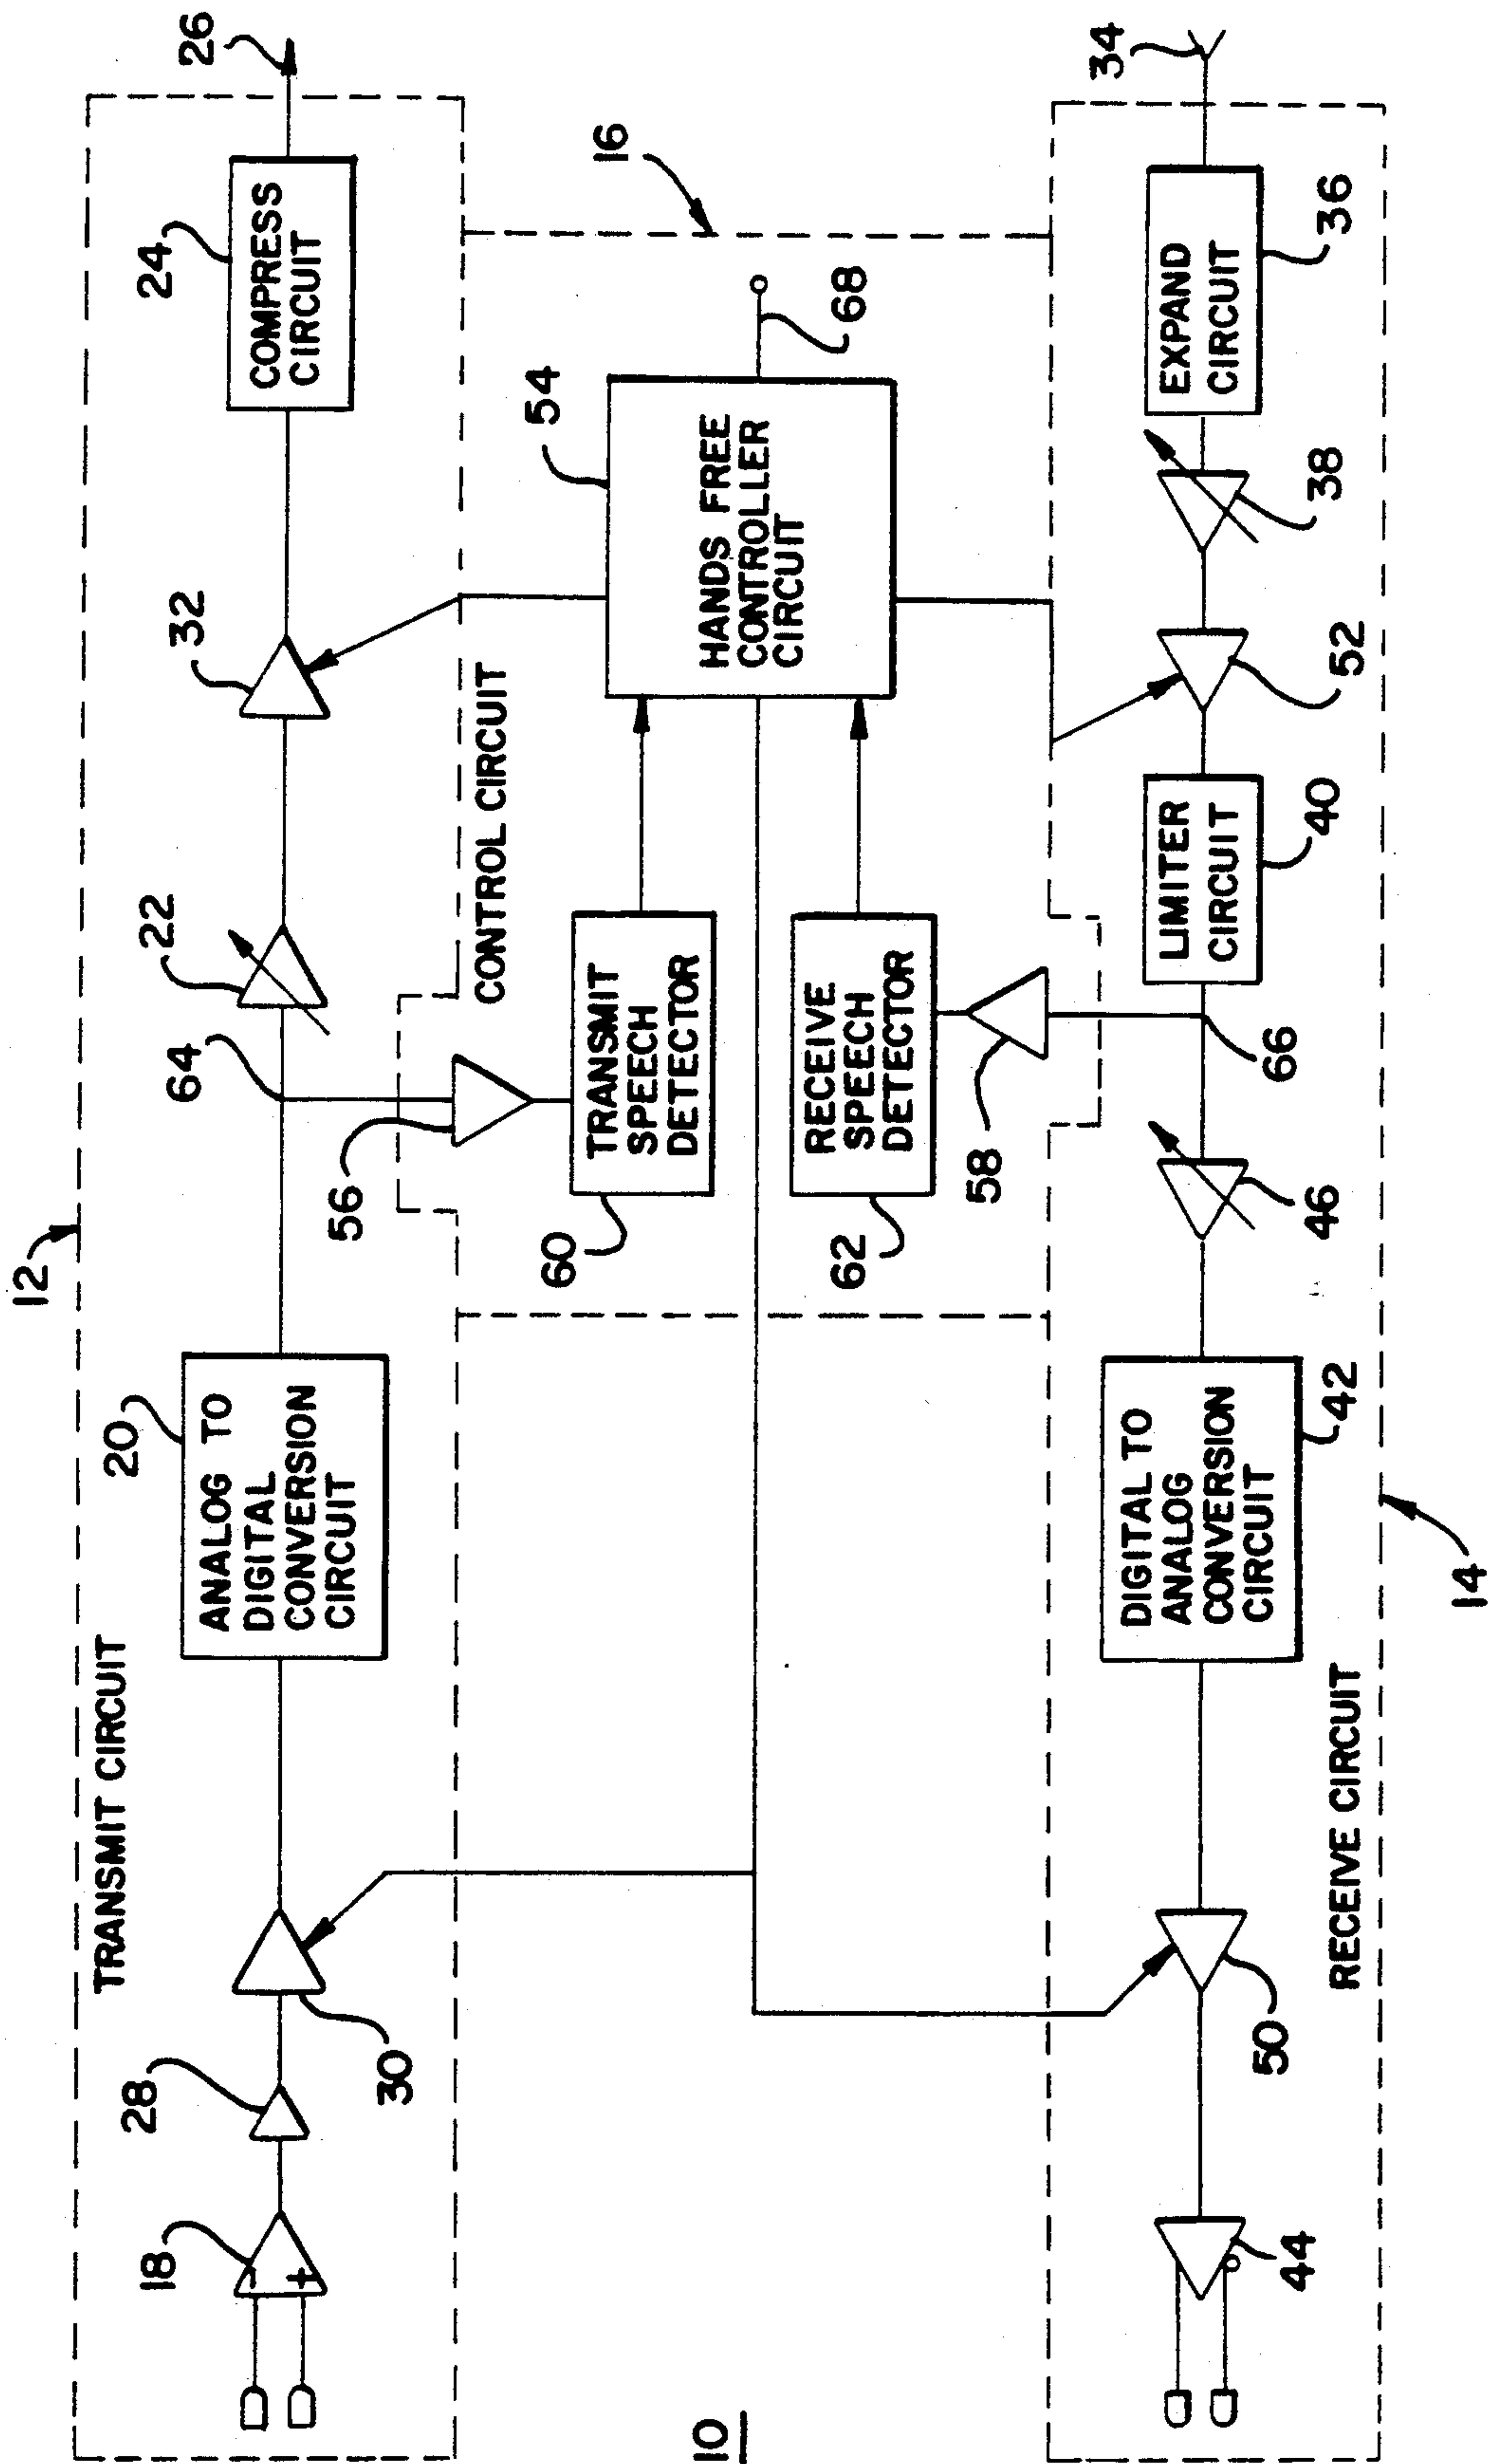 12
TRANSMIT CIRCUIT
18
28
30
20
ANALOG TO
DIGITAL
CONVERSION
CIRCUIT
64
22
32
24
COMPRESS
CIRCUIT
26
10
CONTROL CIRCUIT
16
56
60
TRANSMIT
SPEECH
DETECTOR
62
RECEIVE
SPEECH
DETECTOR
58
54
HANDS FREE
CONTROLLER
CIRCUIT
68
44
50
DIGITAL TO
ANALOG
CONVERSION
CIRCUIT
42
46
66
LIMITER
CIRCUIT
40
52
38
EXPAND
CIRCUIT
36
34
RECEIVE CIRCUIT
14